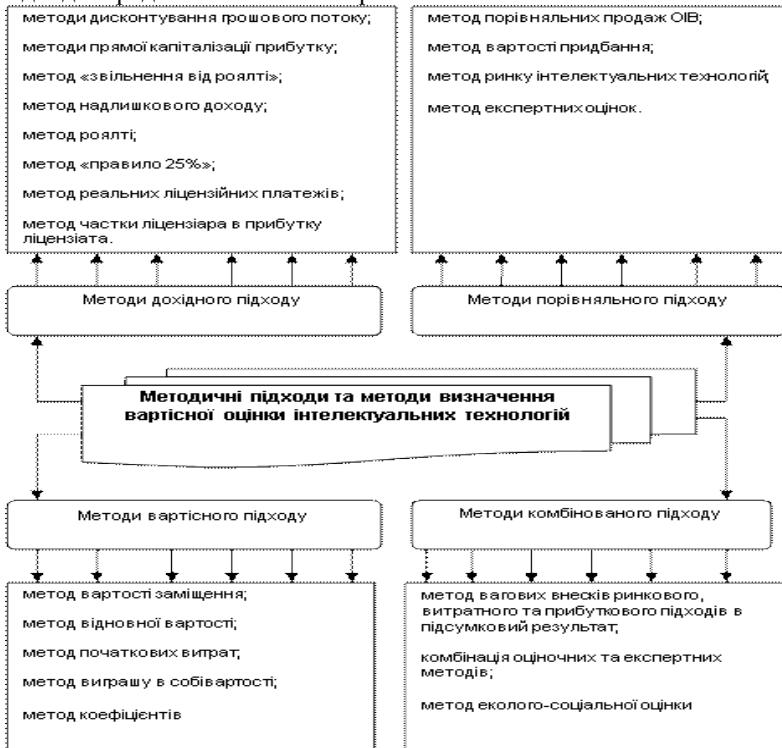 методи дисконтування грошового потоку;
методи прямої капіталізації прибутку;
метод «звільнення від роялті»;
метод надлишкового доходу;
метод роялті;
метод «правило 25%»;
метод реальних ліцензійних платежів;
метод частки ліцензіара в прибутку
ліцензіата.
метод порівняльних продаж ОІВ;
метод вартості придбання;
метод ринку інтелектуальних технологій;
метод експертних оцінок.
Методи дохідного підходу
Методи порівняльного підходу
Методичні підходи та методи визначення
вартісної оцінки інтелектуальних технологій
Методи вартісного підходу
Методи комбінованого підходу
метод вартості заміщення;
метод відновної вартості;
метод початкових витрат;
метод виграшу в собівартості;
метод коефіцієнтів
метод вагових внесків ринкового,
витратного та прибуткового підходів в
підсумковий результат;
комбінація оціночних та експертних
методів;
метод еколого-соціальної оцінки